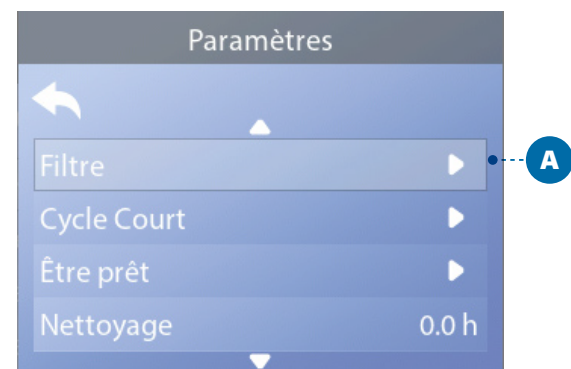 Paramètres
Filtre
A
Cycle Court
Être prêt
Nettoyage 0.0 h